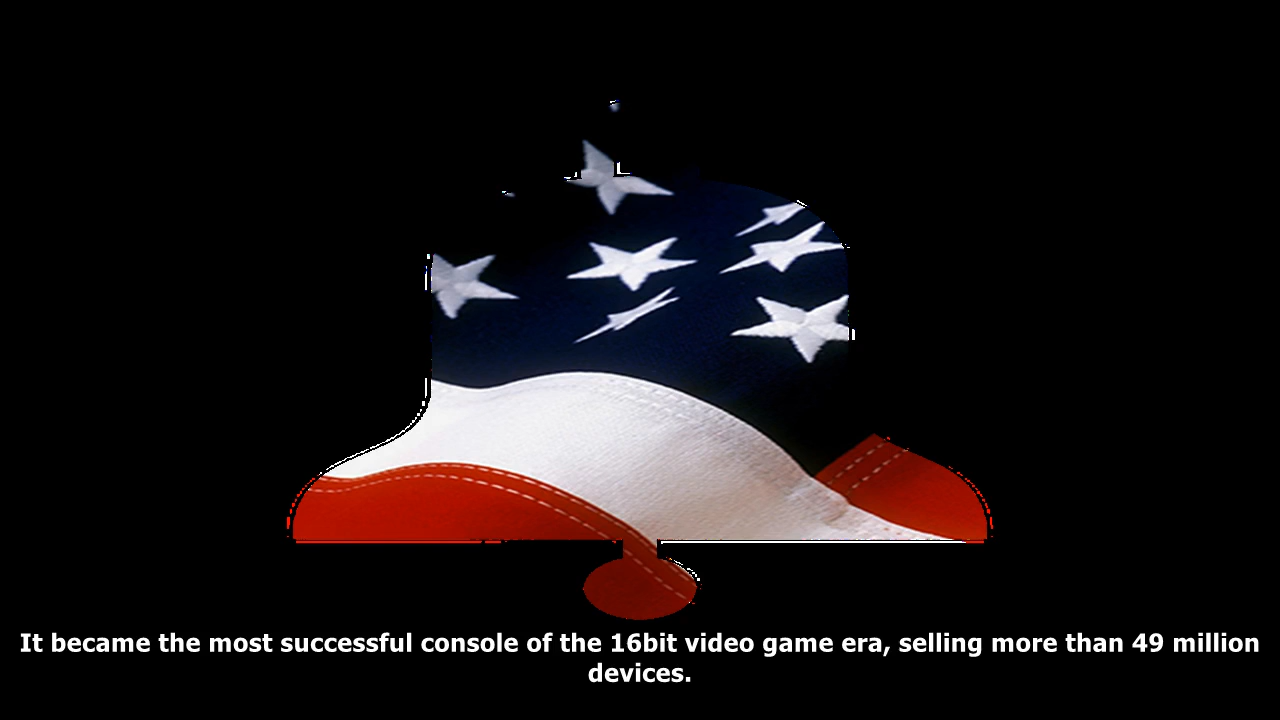 It became the most successful console of the 16bit video game era, selling more than 49 million
devices.